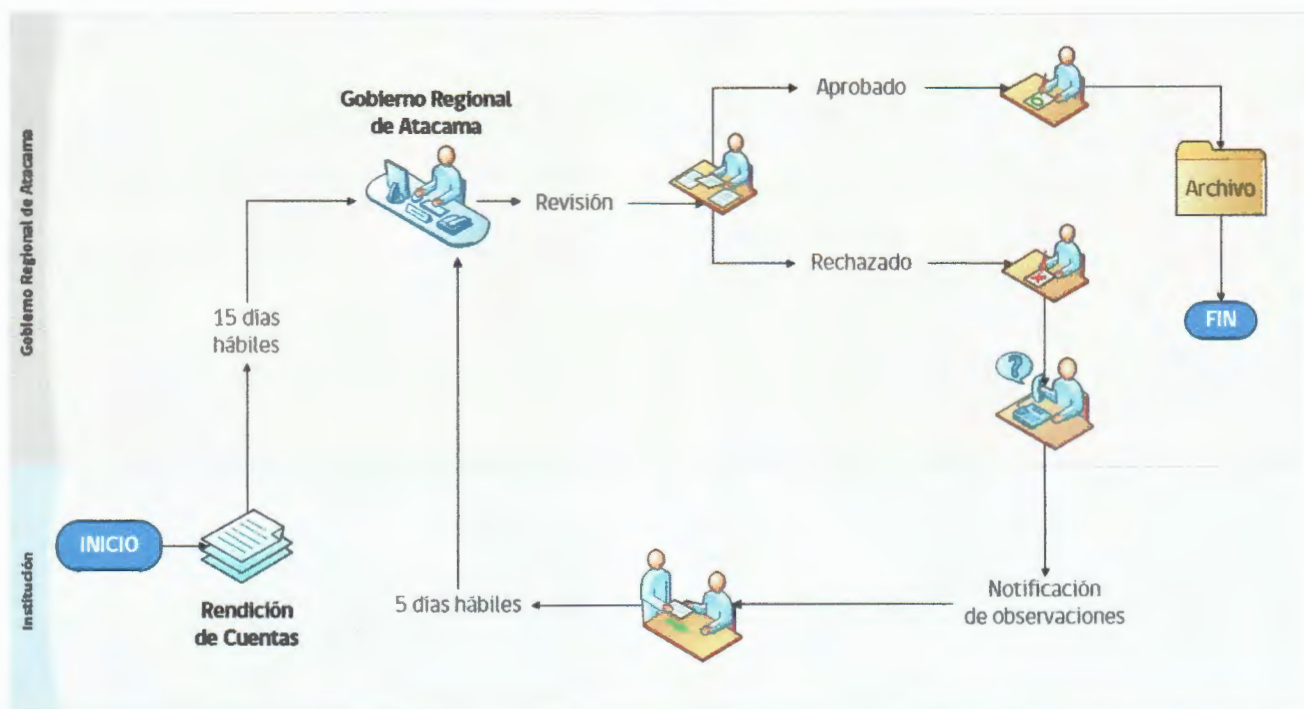 Gobierno Regional de Atacama
Institución
INICIO
Rendición
de Cuentas
15 días
hábiles
Gobierno Regional
de Atacama
Revisión
Aprobado
Archivo
FIN
Rechazado
?
Notificación
de observaciones
5 días hábiles